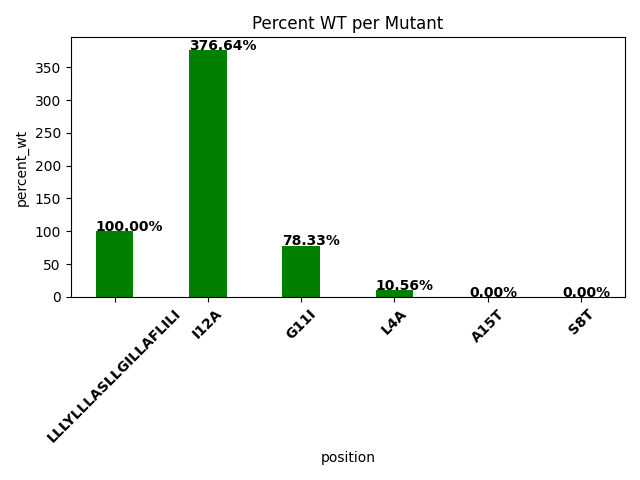 Percent WT per Mutant
376.64%
100.00%
78.33%
10.56%
0.00%
0.00%
percent_wt
350
300
250
200
150
100
50
0
LLLYLLLASLLGILLAFLILI
I12A
G11I
L4A
A15T
S8T
position